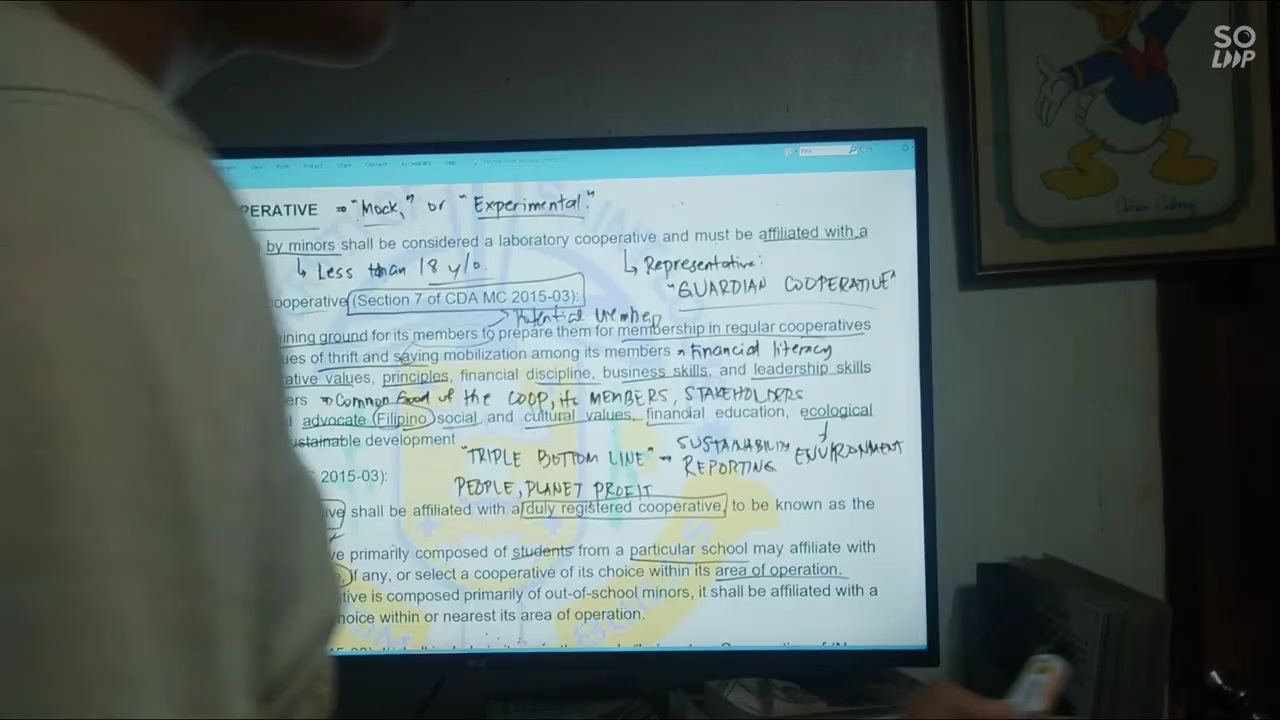 SOLOOP
PERATIVE ⇒ "Mock," or "Experimental."
by minors shall be considered a laboratory cooperative and must be affiliated with a
↳ Less than 18 y/o. ↳ Representative:
"GUARDIAN COOPERATIVE"
ooperative (Section 7 of CDA MC 2015-03):
Potential member
ining ground for its members to prepare them for membership in regular cooperatives
ues of thrift and saving mobilization among its members Financial literacy
ative values, principles, financial discipline, business skills, and leadership skills
ers ⇒ Common Good of the COOP, its MEMBERS, STAKEHOLDERS
advocate Filipino social and cultural values, financial education, ecological
ustainable development
"TRIPLE BOTTOM LINE" → SUSTAINABILITY REPORTING ENVIRONMENT
PEOPLE, PLANET PROFIT
2015-03):
ive shall be affiliated with a duly registered cooperative, to be known as the
ve primarily composed of students from a particular school may affiliate with
if any, or select a cooperative of its choice within its area of operation.
tive is composed primarily of out-of-school minors, it shall be affiliated with a
hoice within or nearest its area of operation.